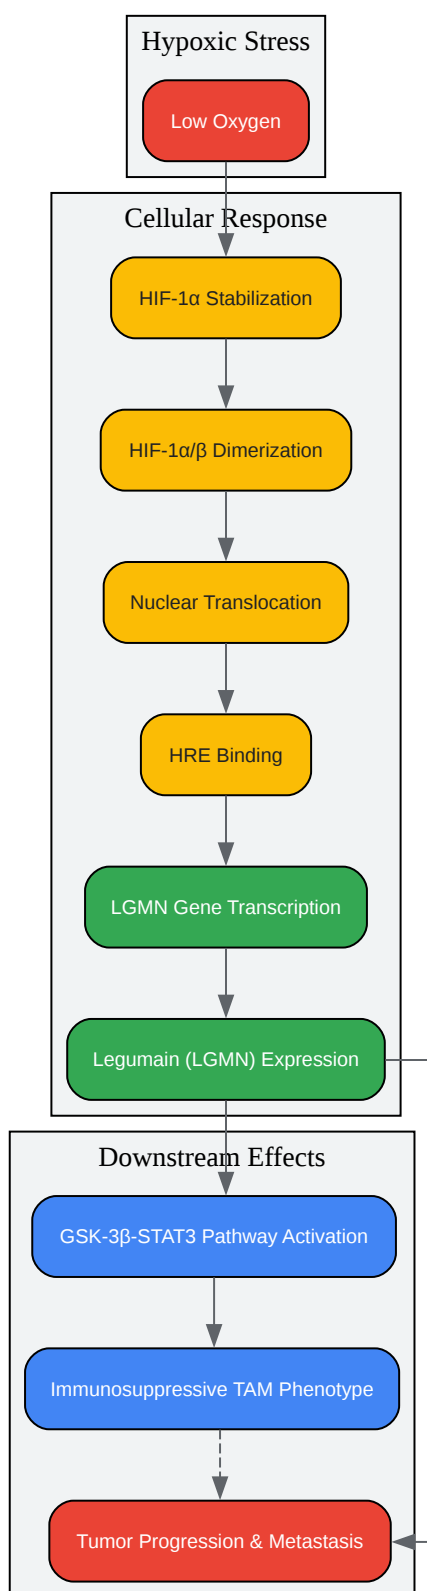 Hypoxic Stress
Low Oxygen
Cellular Response
HIF-1α Stabilization
HIF-1α/β Dimerization
Nuclear Translocation
HRE Binding
LGMN Gene Transcription
Legumain (LGMN) Expression
Downstream Effects
GSK-3β-STAT3 Pathway Activation
Immunosuppressive TAM Phenotype
Tumor Progression & Metastasis